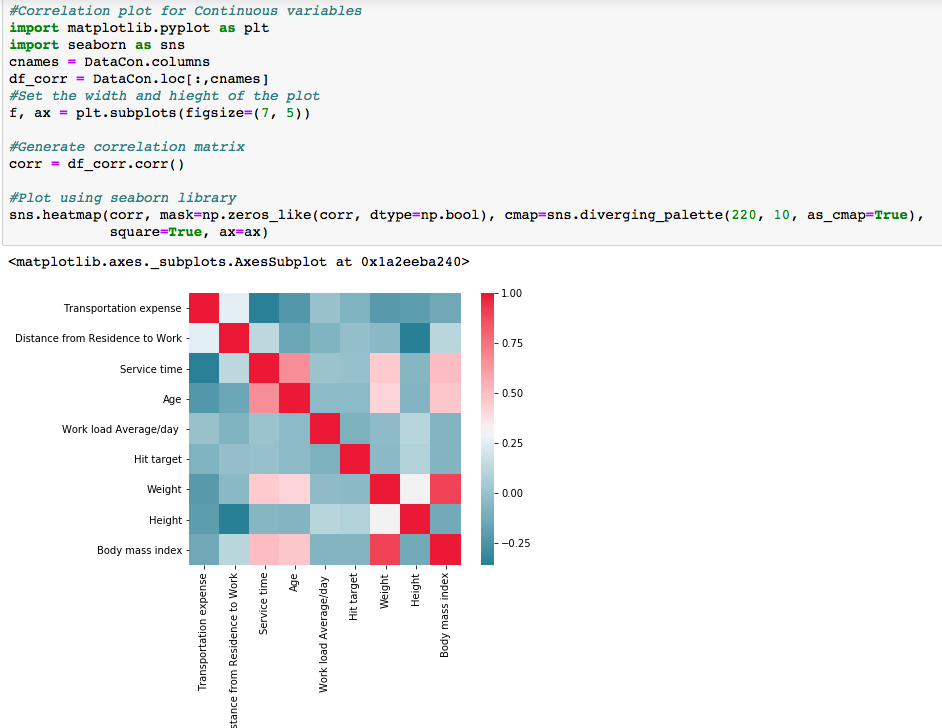 #Correlation plot for Continuous variables
import matplotlib.pyplot as plt
import seaborn as sns
cnames = DataCon.columns
df_corr = DataCon.loc[:,cnames]
#Set the width and hieght of the plot
f, ax = plt.subplots(figsize=(7, 5))
#Generate correlation matrix
corr = df_corr.corr()
#Plot using seaborn library
sns.heatmap(corr, mask=np.zeros_like(corr, dtype=np.bool), cmap=sns.diverging_palette(220, 10, as_cmap=True),
square=True, ax=ax)
<matplotlib.axes._subplots.AxesSubplot at 0x1a2eeba240>
Transportation expense
Distance from Residence to Work
Service time
Age
Work load Average/day
Hit target
Weight
Height
Body mass index
1.00
0.75
0.50
0.25
0.00
−0.25
Transportation expense
stance from Residence to Work
Service time
Age
Work load Average/day
Hit target
Weight
Height
Body mass index